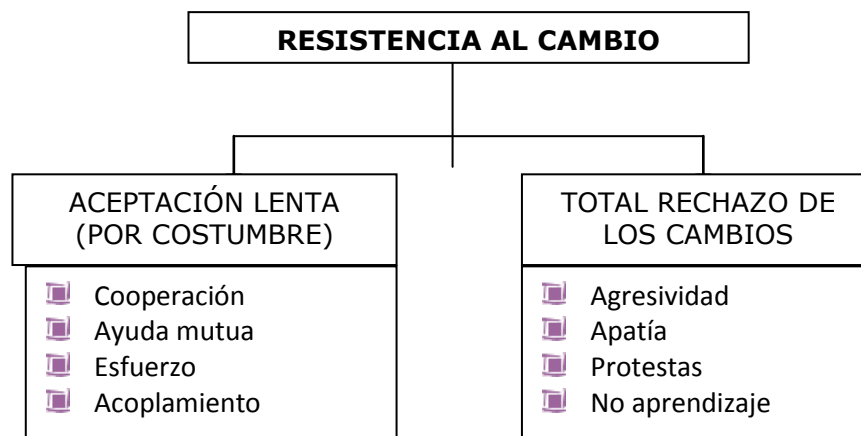 RESISTENCIA AL CAMBIO
ACEPTACIÓN LENTA
(POR COSTUMBRE)
Cooperación
Ayuda mutua
Esfuerzo
Acoplamiento
TOTAL RECHAZO DE
LOS CAMBIOS
Agresividad
Apatía
Protestas
No aprendizaje